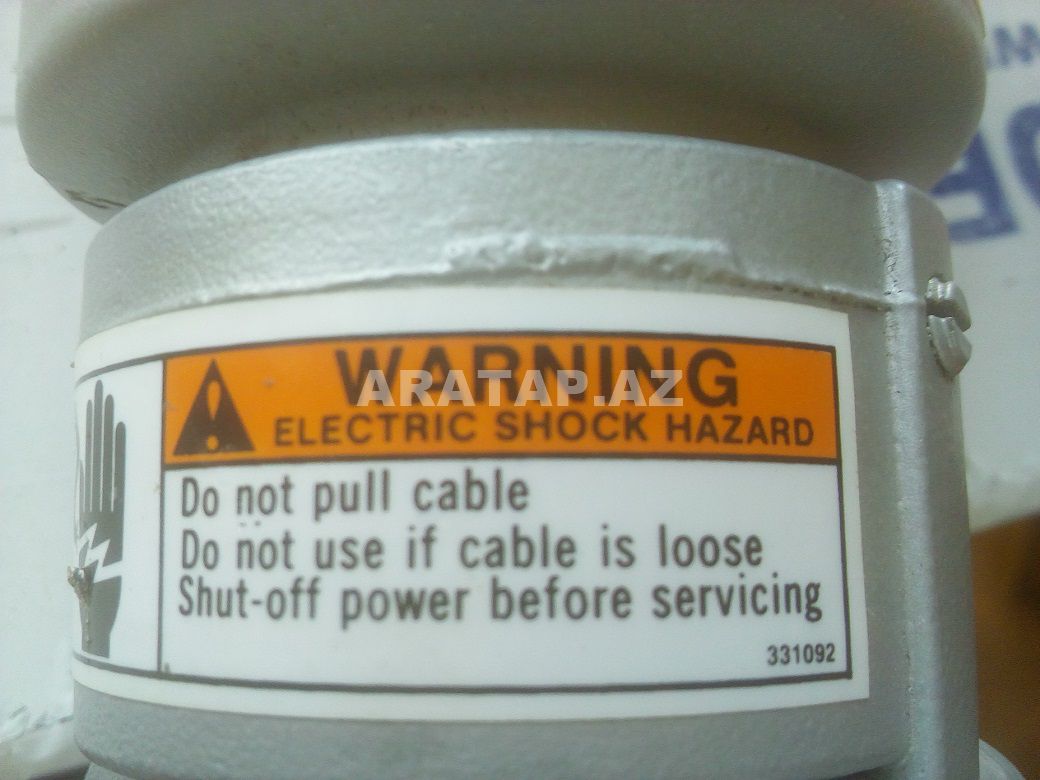 WARNING
ARATAP.AZ
ELECTRIC SHOCK HAZARD
Do not pull cable
Do not use if cable is loose
Shut-off power before servicing
331092